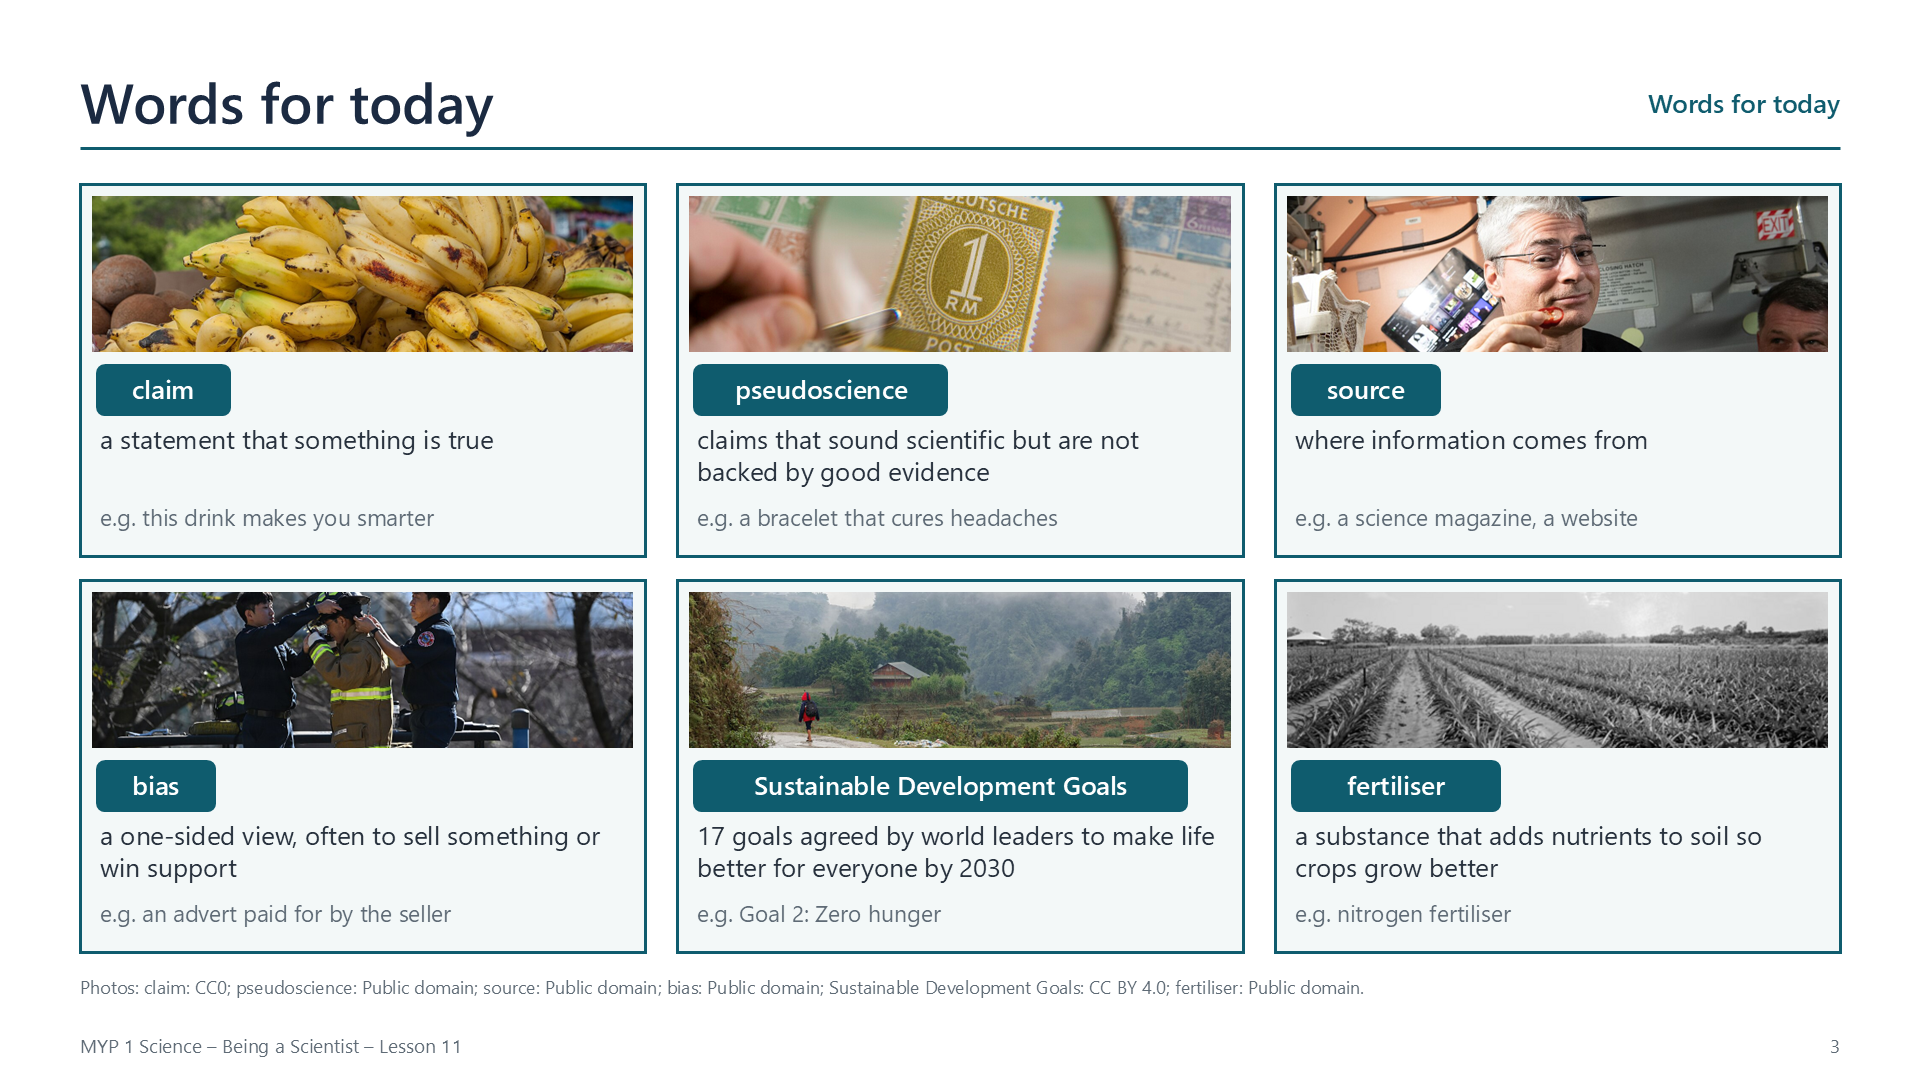 Words for today
Words for today
DEUTSCHE
1
RM
POST
EXIT
claim
pseudoscience
source
a statement that something is true
claims that sound scientific but are not
backed by good evidence
where information comes from
e.g. this drink makes you smarter
e.g. a bracelet that cures headaches
e.g. a science magazine, a website
bias
Sustainable Development Goals
fertiliser
a one-sided view, often to sell something or
win support
17 goals agreed by world leaders to make life
better for everyone by 2030
a substance that adds nutrients to soil so
crops grow better
e.g. an advert paid for by the seller
e.g. Goal 2: Zero hunger
e.g. nitrogen fertiliser
Photos: claim: CC0; pseudoscience: Public domain; source: Public domain; bias: Public domain; Sustainable Development Goals: CC BY 4.0; fertiliser: Public domain.
MYP 1 Science – Being a Scientist – Lesson 11
3